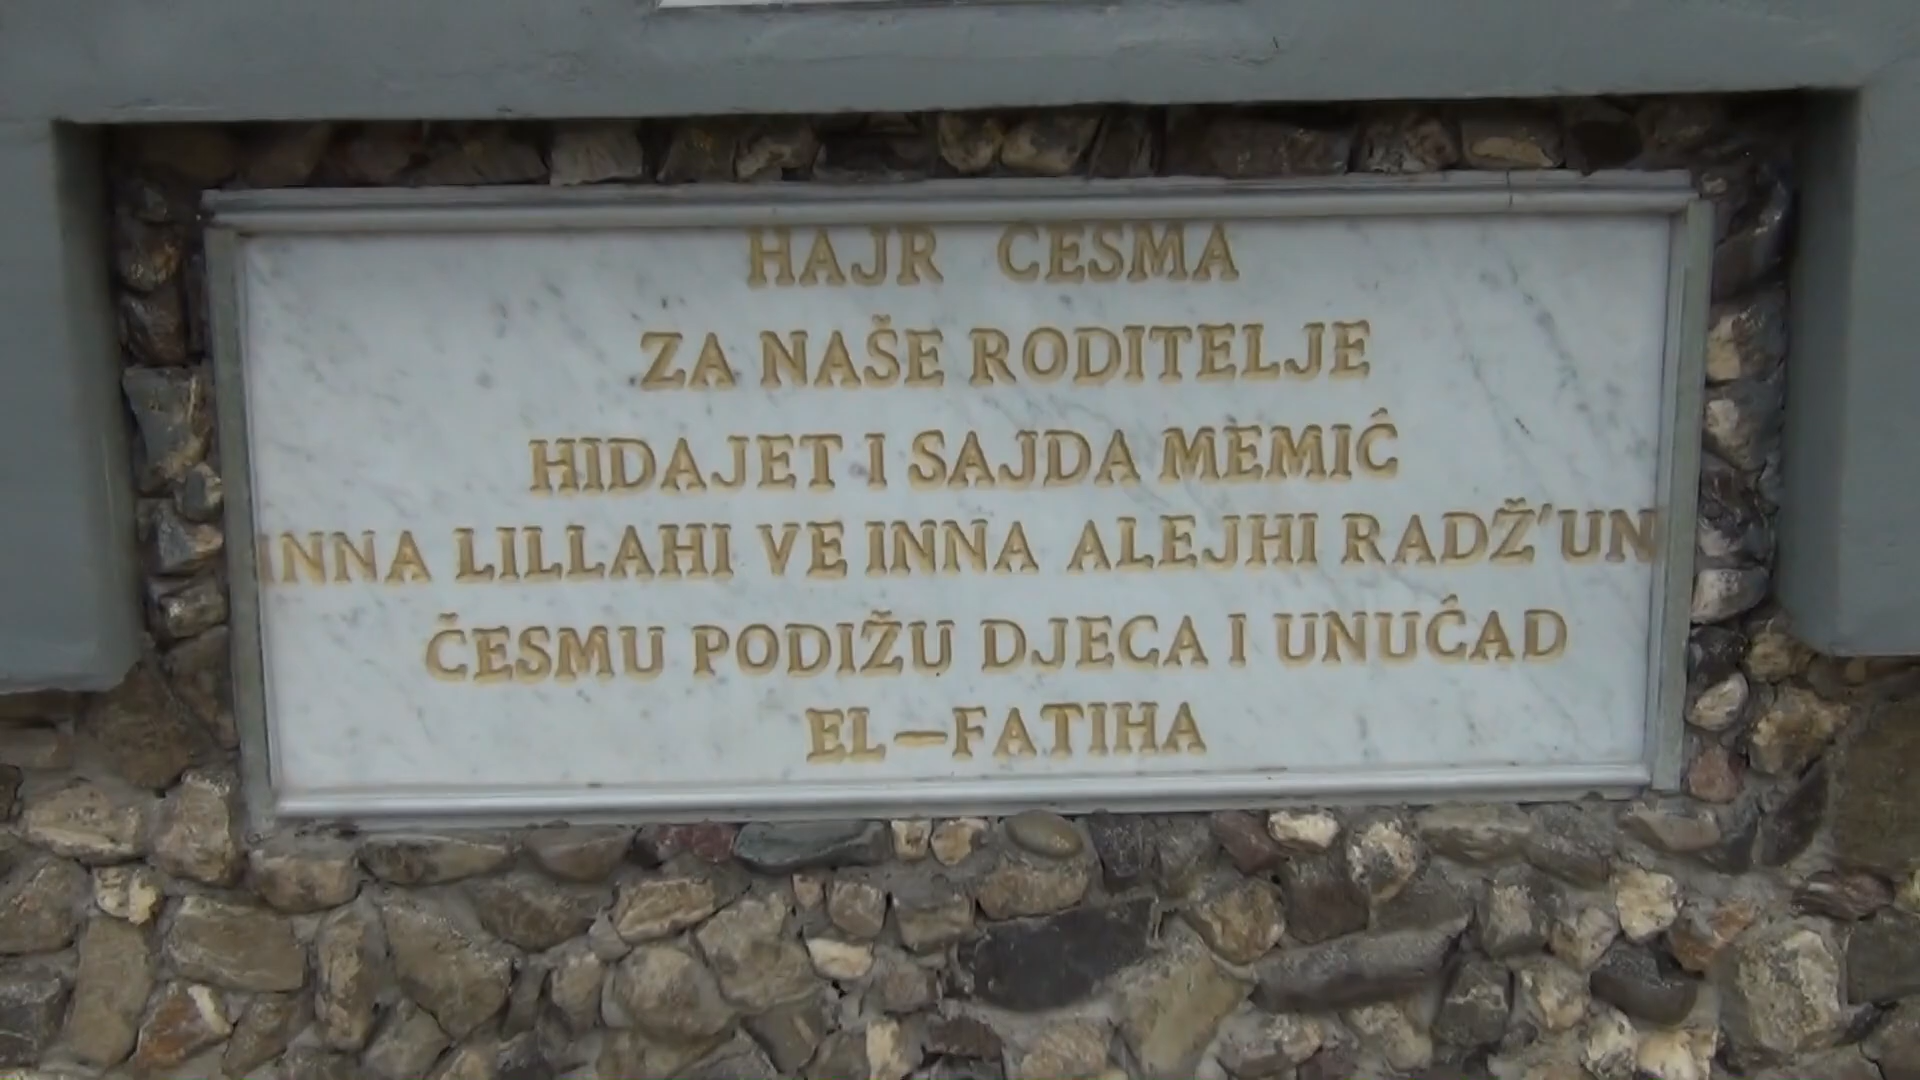 HAJR CESMA
ZA NAŠE RODITELJE
HIDAJET I SAJDA MEMIĆ
INNA LILLAHI VE INNA ALEJHI RADŽ'UN
ČESMU PODIŽU DJECA I UNUĆAD
EL-FATIHA